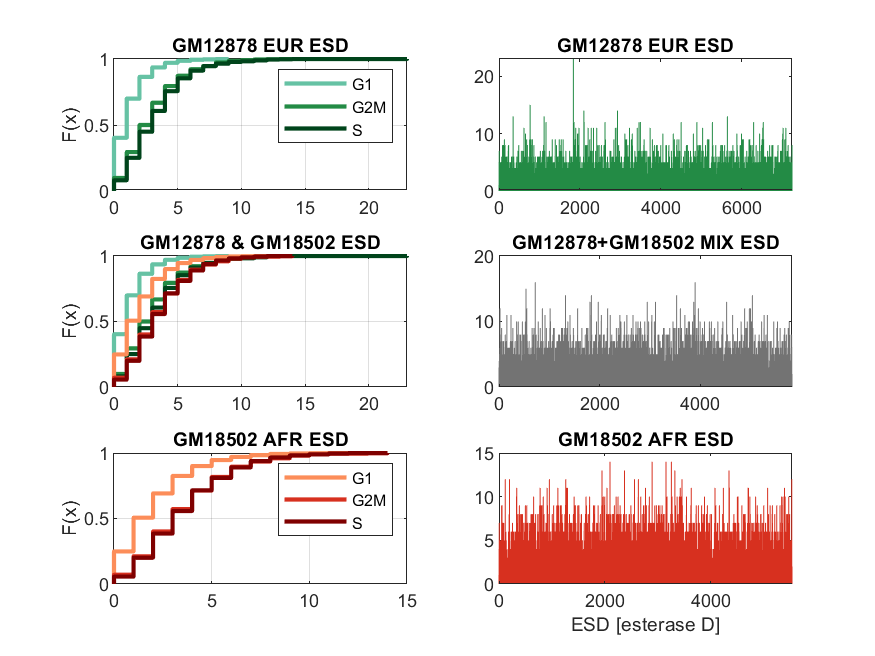 GM12878 EUR ESD
F(x)
1
0.5
0
0 5 10 15 20
G1
G2M
S
GM12878 EUR ESD
20
10
0
0 2000 4000 6000
GM12878 & GM18502 ESD
F(x)
1
0.5
0
0 5 10 15 20
GM12878+GM18502 MIX ESD
20
10
0
0 2000 4000
GM18502 AFR ESD
F(x)
1
0.5
0
0 5 10 15
G1
G2M
S
GM18502 AFR ESD
15
10
5
0
0 2000 4000
ESD [esterase D]